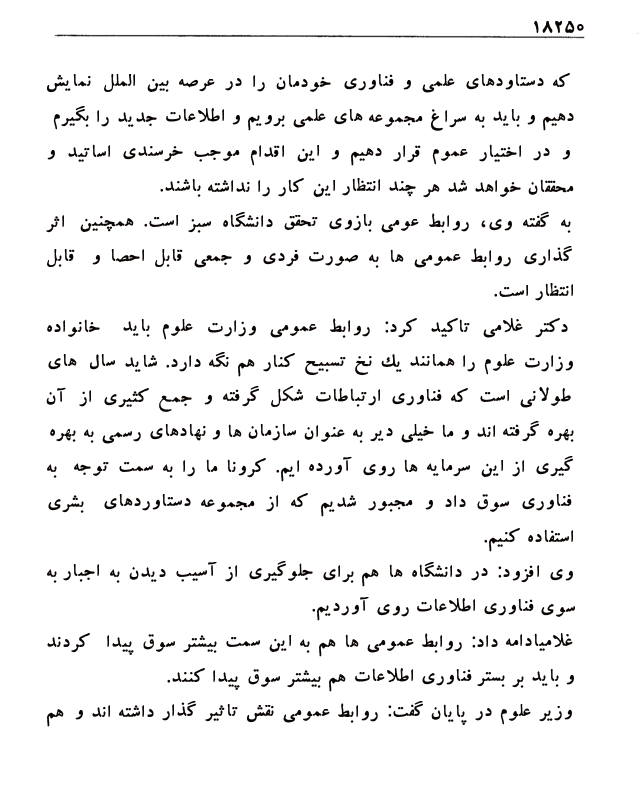 ۱۸۲۵۰
که دستاودهای علمی و فناوری خودمان را در عرصه بین الملل نمایش
دهیم و باید به سراغ مجموعه های علمی برویم و اطلاعات جدید را بگیرم
و در اختیار عموم قرار دهیم و این اقدام موجب خرسندی اساتید و
محققان خواهد شد هر چند انتظار این کار را نداشته باشند.
به گفته وی، روابط عومی بازوی تحقق دانشگاه سبز است. همچنین اثر
گذاری روابط عمومی ها به صورت فردی و جمعی قابل احصا و قابل
انتظار است.
دکتر غلامی تاکید کرد: روابط عمومی وزارت علوم باید خانواده
وزارت علوم را همانند یك نخ تسبیح کنار هم نگه دارد. شاید سال های
طولانی است که فناوری ارتباطات شکل گرفته و جمع کثیری از آن
بهره گرفته اند و ما خیلی دیر به عنوان سازمان ها و نهادهای رسمی به بهره
گیری از این سرمایه ها روی آورده ایم. کرونا ما را به سمت توجه به
فناوری سوق داد و مجبور شدیم که از مجموعه دستاوردهای بشری
استفاده کنیم.
وی افزود: در دانشگاه ها هم برای جلوگیری از آسیب دیدن به اجبار به
سوی فناوری اطلاعات روی آوردیم.
غلامیادامه داد: روابط عمومی ها هم به این سمت بیشتر سوق پیدا کردند
و باید بر بستر فناوری اطلاعات هم بیشتر سوق پیدا کنند.
وزیر علوم در پایان گفت: روابط عمومی نقش تاثیر گذار داشته اند و هم